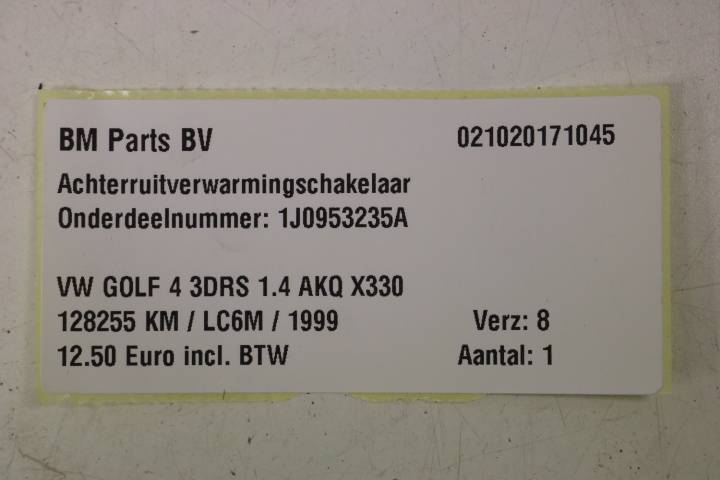 BM Parts BV 021020171045
Achterruitverwarmingschakelaar
Onderdeelnummer: 1J0953235A
VW GOLF 4 3DRS 1.4 AKQ X330
128255 KM / LC6M / 1999 Verz: 8
12.50 Euro incl. BTW Aantal: 1